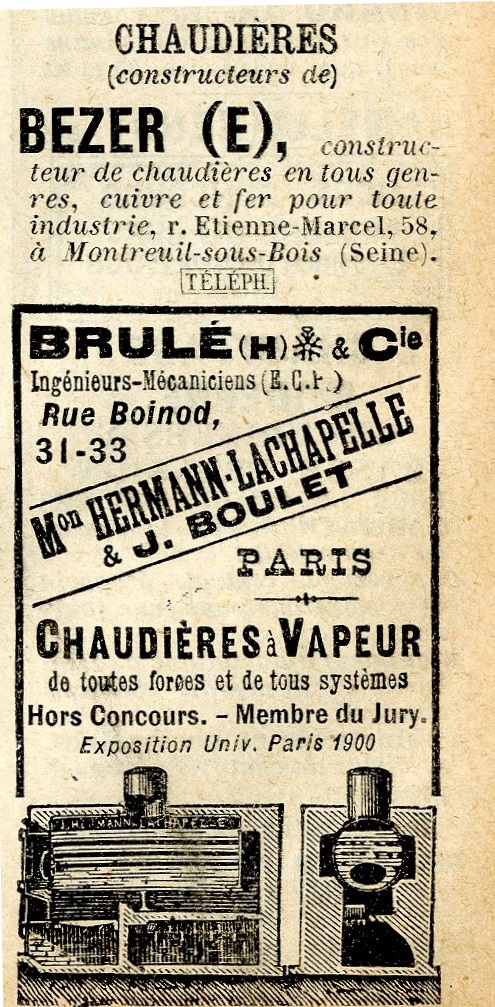 CHAUDIÈRES
(constructeurs de)
BEZER (E), construc-
teur de chaudières en tous gen-
res, cuivre et fer pour toute
industrie, r. Etienne-Marcel, 58,
à Montreuil-sous-Bois (Seine).
TÉLÉPH.
BRULÉ (H) ✻ & Cie
Ingénieurs-Mécaniciens (E.C.P.)
Rue Boinod,
31-33
Mon HERMANN-LACHAPELLE
& J. BOULET
PARIS
CHAUDIÈRES à VAPEUR
de toutes forces et de tous systèmes
Hors Concours. - Membre du Jury.
Exposition Univ. Paris 1900
J. HERMANN-LACHAPELLE